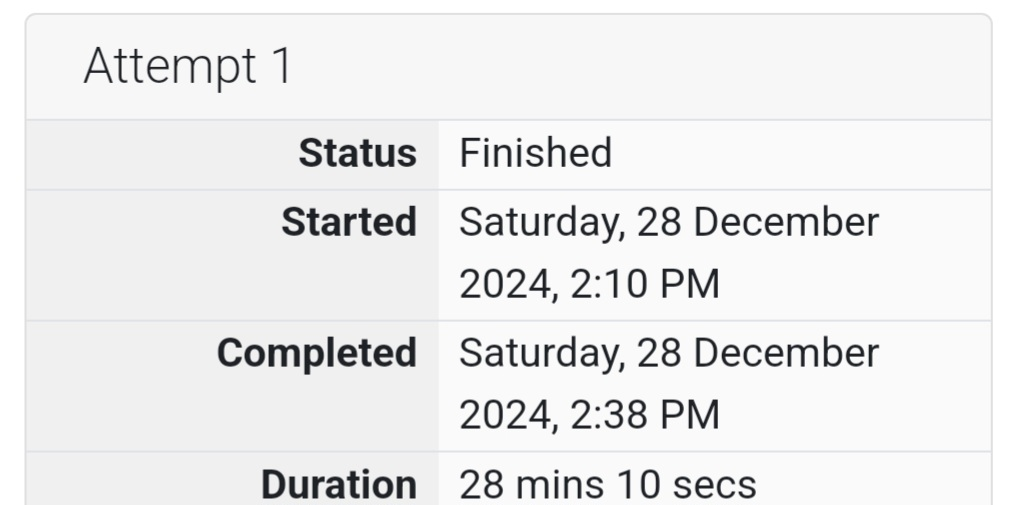 Attempt 1
Status Finished
Started Saturday, 28 December
2024, 2:10 PM
Completed Saturday, 28 December
2024, 2:38 PM
Duration 28 mins 10 secs